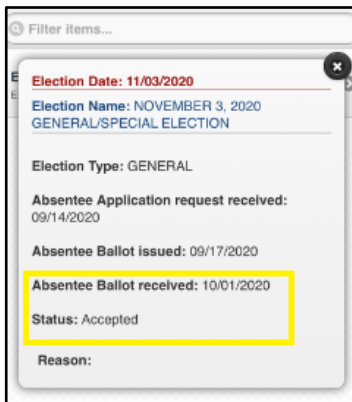 Filter items...
Election Date: 11/03/2020
Election Name: NOVEMBER 3, 2020
GENERAL/SPECIAL ELECTION
Election Type: GENERAL
Absentee Application request received:
09/14/2020
Absentee Ballot issued: 09/17/2020
Absentee Ballot received: 10/01/2020
Status: Accepted
Reason: